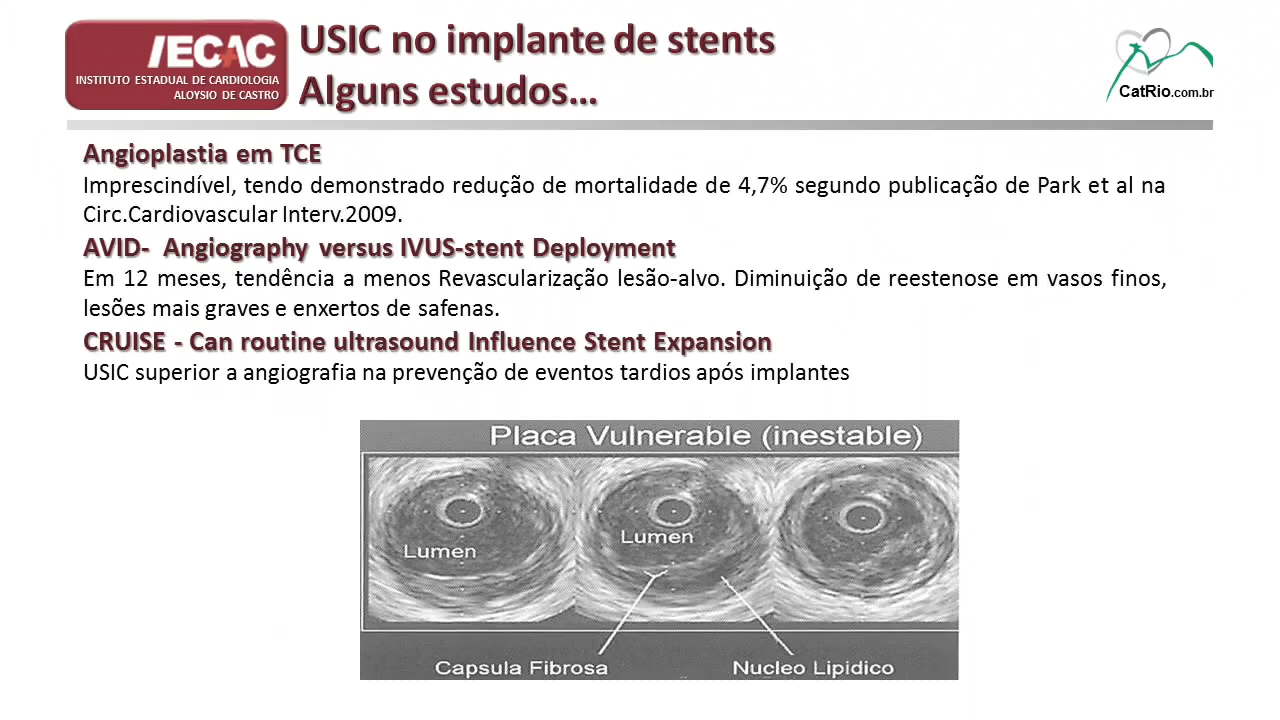 IECAC
INSTITUTO ESTADUAL DE CARDIOLOGIA
ALOYSIO DE CASTRO
USIC no implante de stents
Alguns estudos...
CatRio.com.br
Angioplastia em TCE
Imprescindível, tendo demonstrado redução de mortalidade de 4,7% segundo publicação de Park et al na
Circ.Cardiovascular Interv.2009.
AVID- Angiography versus IVUS-stent Deployment
Em 12 meses, tendência a menos Revascularização lesão-alvo. Diminuição de reestenose em vasos finos,
lesões mais graves e enxertos de safenas.
CRUISE - Can routine ultrasound Influence Stent Expansion
USIC superior a angiografia na prevenção de eventos tardios após implantes
Placa Vulnerable (inestable)
Lumen
Lumen
Capsula Fibrosa
Nucleo Lipidico